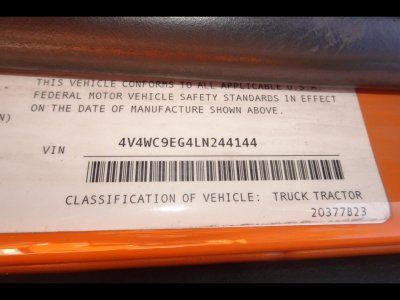 THIS VEHICLE CONFORMS TO ALL APPLICABLE U.S.A.
FEDERAL MOTOR VEHICLE SAFETY STANDARDS IN EFFECT
ON THE DATE OF MANUFACTURE SHOWN ABOVE.
N)
VIN 4V4WC9EG4LN244144
CLASSIFICATION OF VEHICLE: TRUCK TRACTOR
20377823